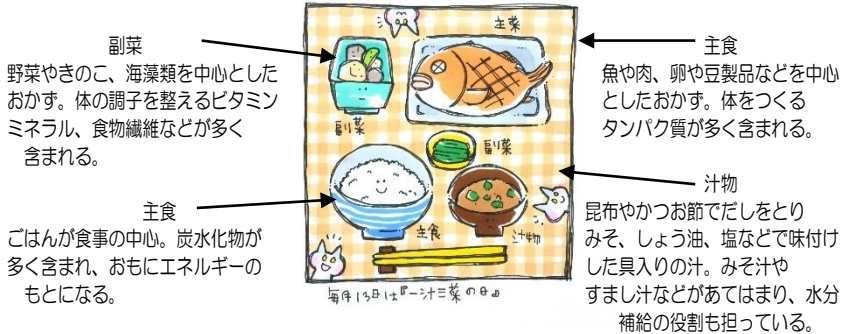 副菜
野菜やきのこ、海藻類を中心とした
おかず。体の調子を整えるビタミン
ミネラル、食物繊維などが多く
含まれる。
主食
ごはんが食事の中心。炭水化物が
多く含まれ、おもにエネルギーの
もとになる。
主菜
副菜
副菜
主食
汁物
毎月13日は『一汁三菜の日』
主食
魚や肉、卵や豆製品などを中心
としたおかず。体をつくる
タンパク質が多く含まれる。
汁物
昆布やかつお節でだしをとり
みそ、しょう油、塩などで味付け
した具入りの汁。みそ汁や
すまし汁などがあてはまり、水分
補給の役割も担っている。